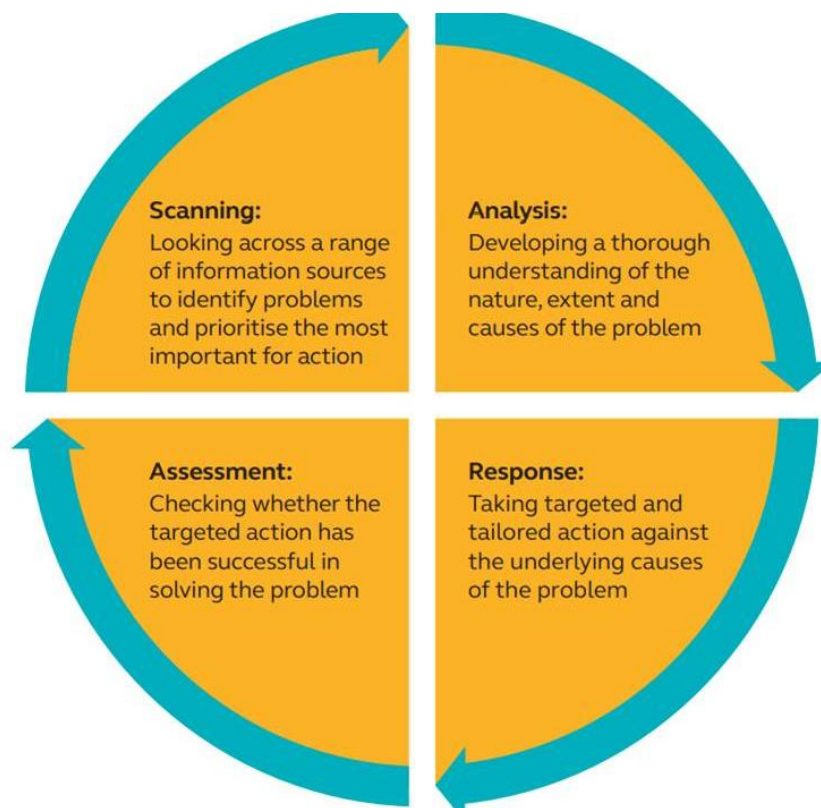 Scanning:
Looking across a range
of information sources
to identify problems
and prioritise the most
important for action
Analysis:
Developing a thorough
understanding of the
nature, extent and
causes of the problem
Response:
Taking targeted and
tailored action against
the underlying causes
of the problem
Assessment:
Checking whether the
targeted action has
been successful in
solving the problem